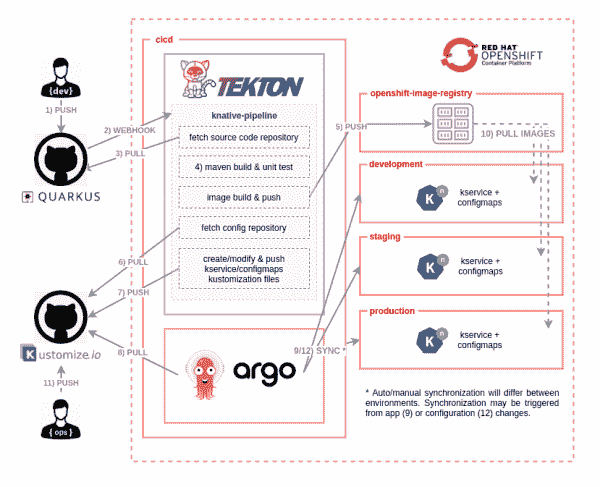 cicd
RED HAT
OPENSHIFT
Container Platform
{dev}
TEKTON
1) PUSH
knative-pipeline
openshift-image-registry
2) WEBHOOK
fetch source code repository
5) PUSH
10) PULL IMAGES
3) PULL
4) maven build & unit test
development
QUARKUS
image build & push
K
n
kservice +
configmaps
fetch config repository
staging
6) PULL
create/modify & push
kservice/configmaps
kustomization files
K
n
kservice +
configmaps
7) PUSH
production
K
n
kservice +
configmaps
8) PULL
9/12) SYNC *
Kustomize.io
argo
11) PUSH
* Auto/manual synchronization will differ between
environments. Synchronization may be triggered
from app (9) or configuration (12) changes.
{ ops }